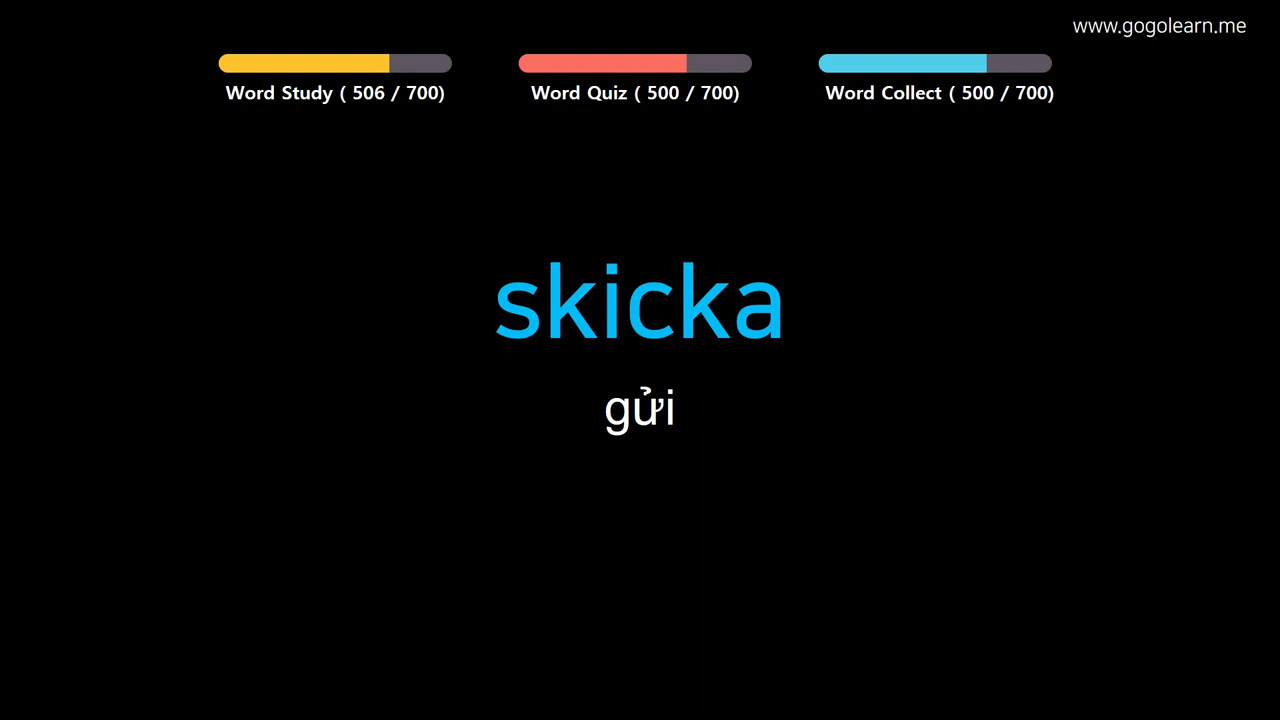 www.gogolearn.me
Word Study ( 506 / 700)
Word Quiz ( 500 / 700)
Word Collect ( 500 / 700)
skicka
gửi